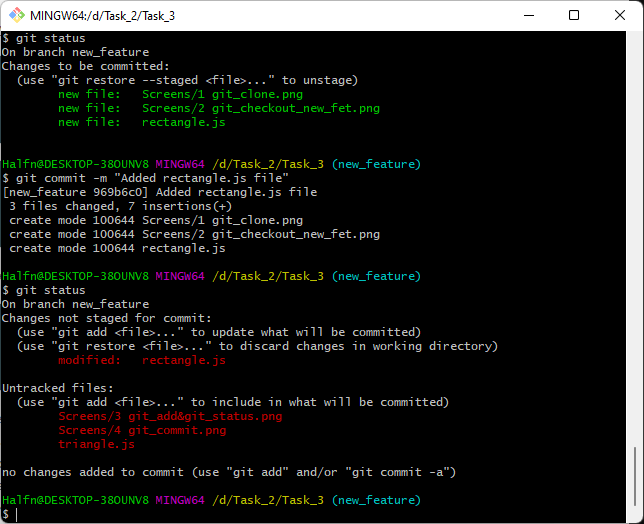 MINGW64:/d/Task_2/Task_3
$ git status
On branch new_feature
Changes to be committed:
  (use "git restore --staged <file>..." to unstage)
        new file:   Screens/1 git_clone.png
        new file:   Screens/2 git_checkout_new_fet.png
        new file:   rectangle.js

Halfn@DESKTOP-38OUNV8 MINGW64 /d/Task_2/Task_3 (new_feature)
$ git commit -m "Added rectangle.js file"
[new_feature 969b6c0] Added rectangle.js file
 3 files changed, 7 insertions(+)
 create mode 100644 Screens/1 git_clone.png
 create mode 100644 Screens/2 git_checkout_new_fet.png
 create mode 100644 rectangle.js

Halfn@DESKTOP-38OUNV8 MINGW64 /d/Task_2/Task_3 (new_feature)
$ git status
On branch new_feature
Changes not staged for commit:
  (use "git add <file>..." to update what will be committed)
  (use "git restore <file>..." to discard changes in working directory)
        modified:   rectangle.js

Untracked files:
  (use "git add <file>..." to include in what will be committed)
        Screens/3 git_add&git_status.png
        Screens/4 git_commit.png
        triangle.js

no changes added to commit (use "git add" and/or "git commit -a")

Halfn@DESKTOP-38OUNV8 MINGW64 /d/Task_2/Task_3 (new_feature)
$